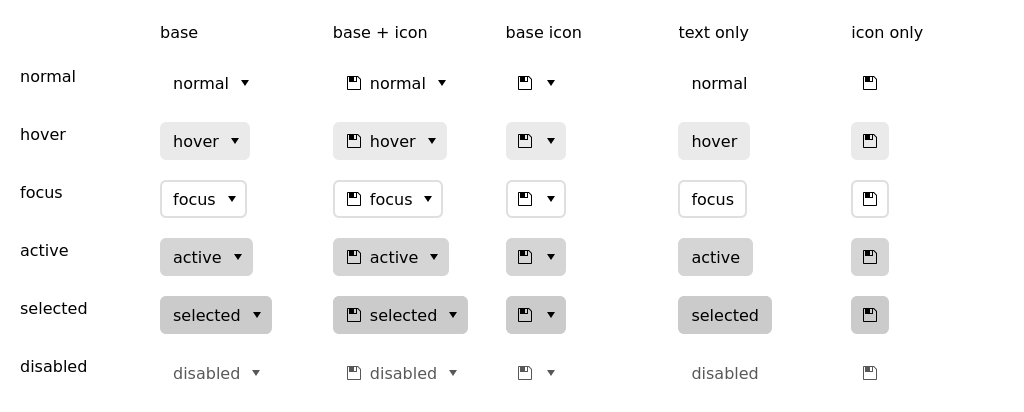 base base + icon base icon text only icon only
normal normal normal normal
hover hover hover hover
focus focus focus focus
active active active active
selected selected selected selected
disabled disabled disabled disabled